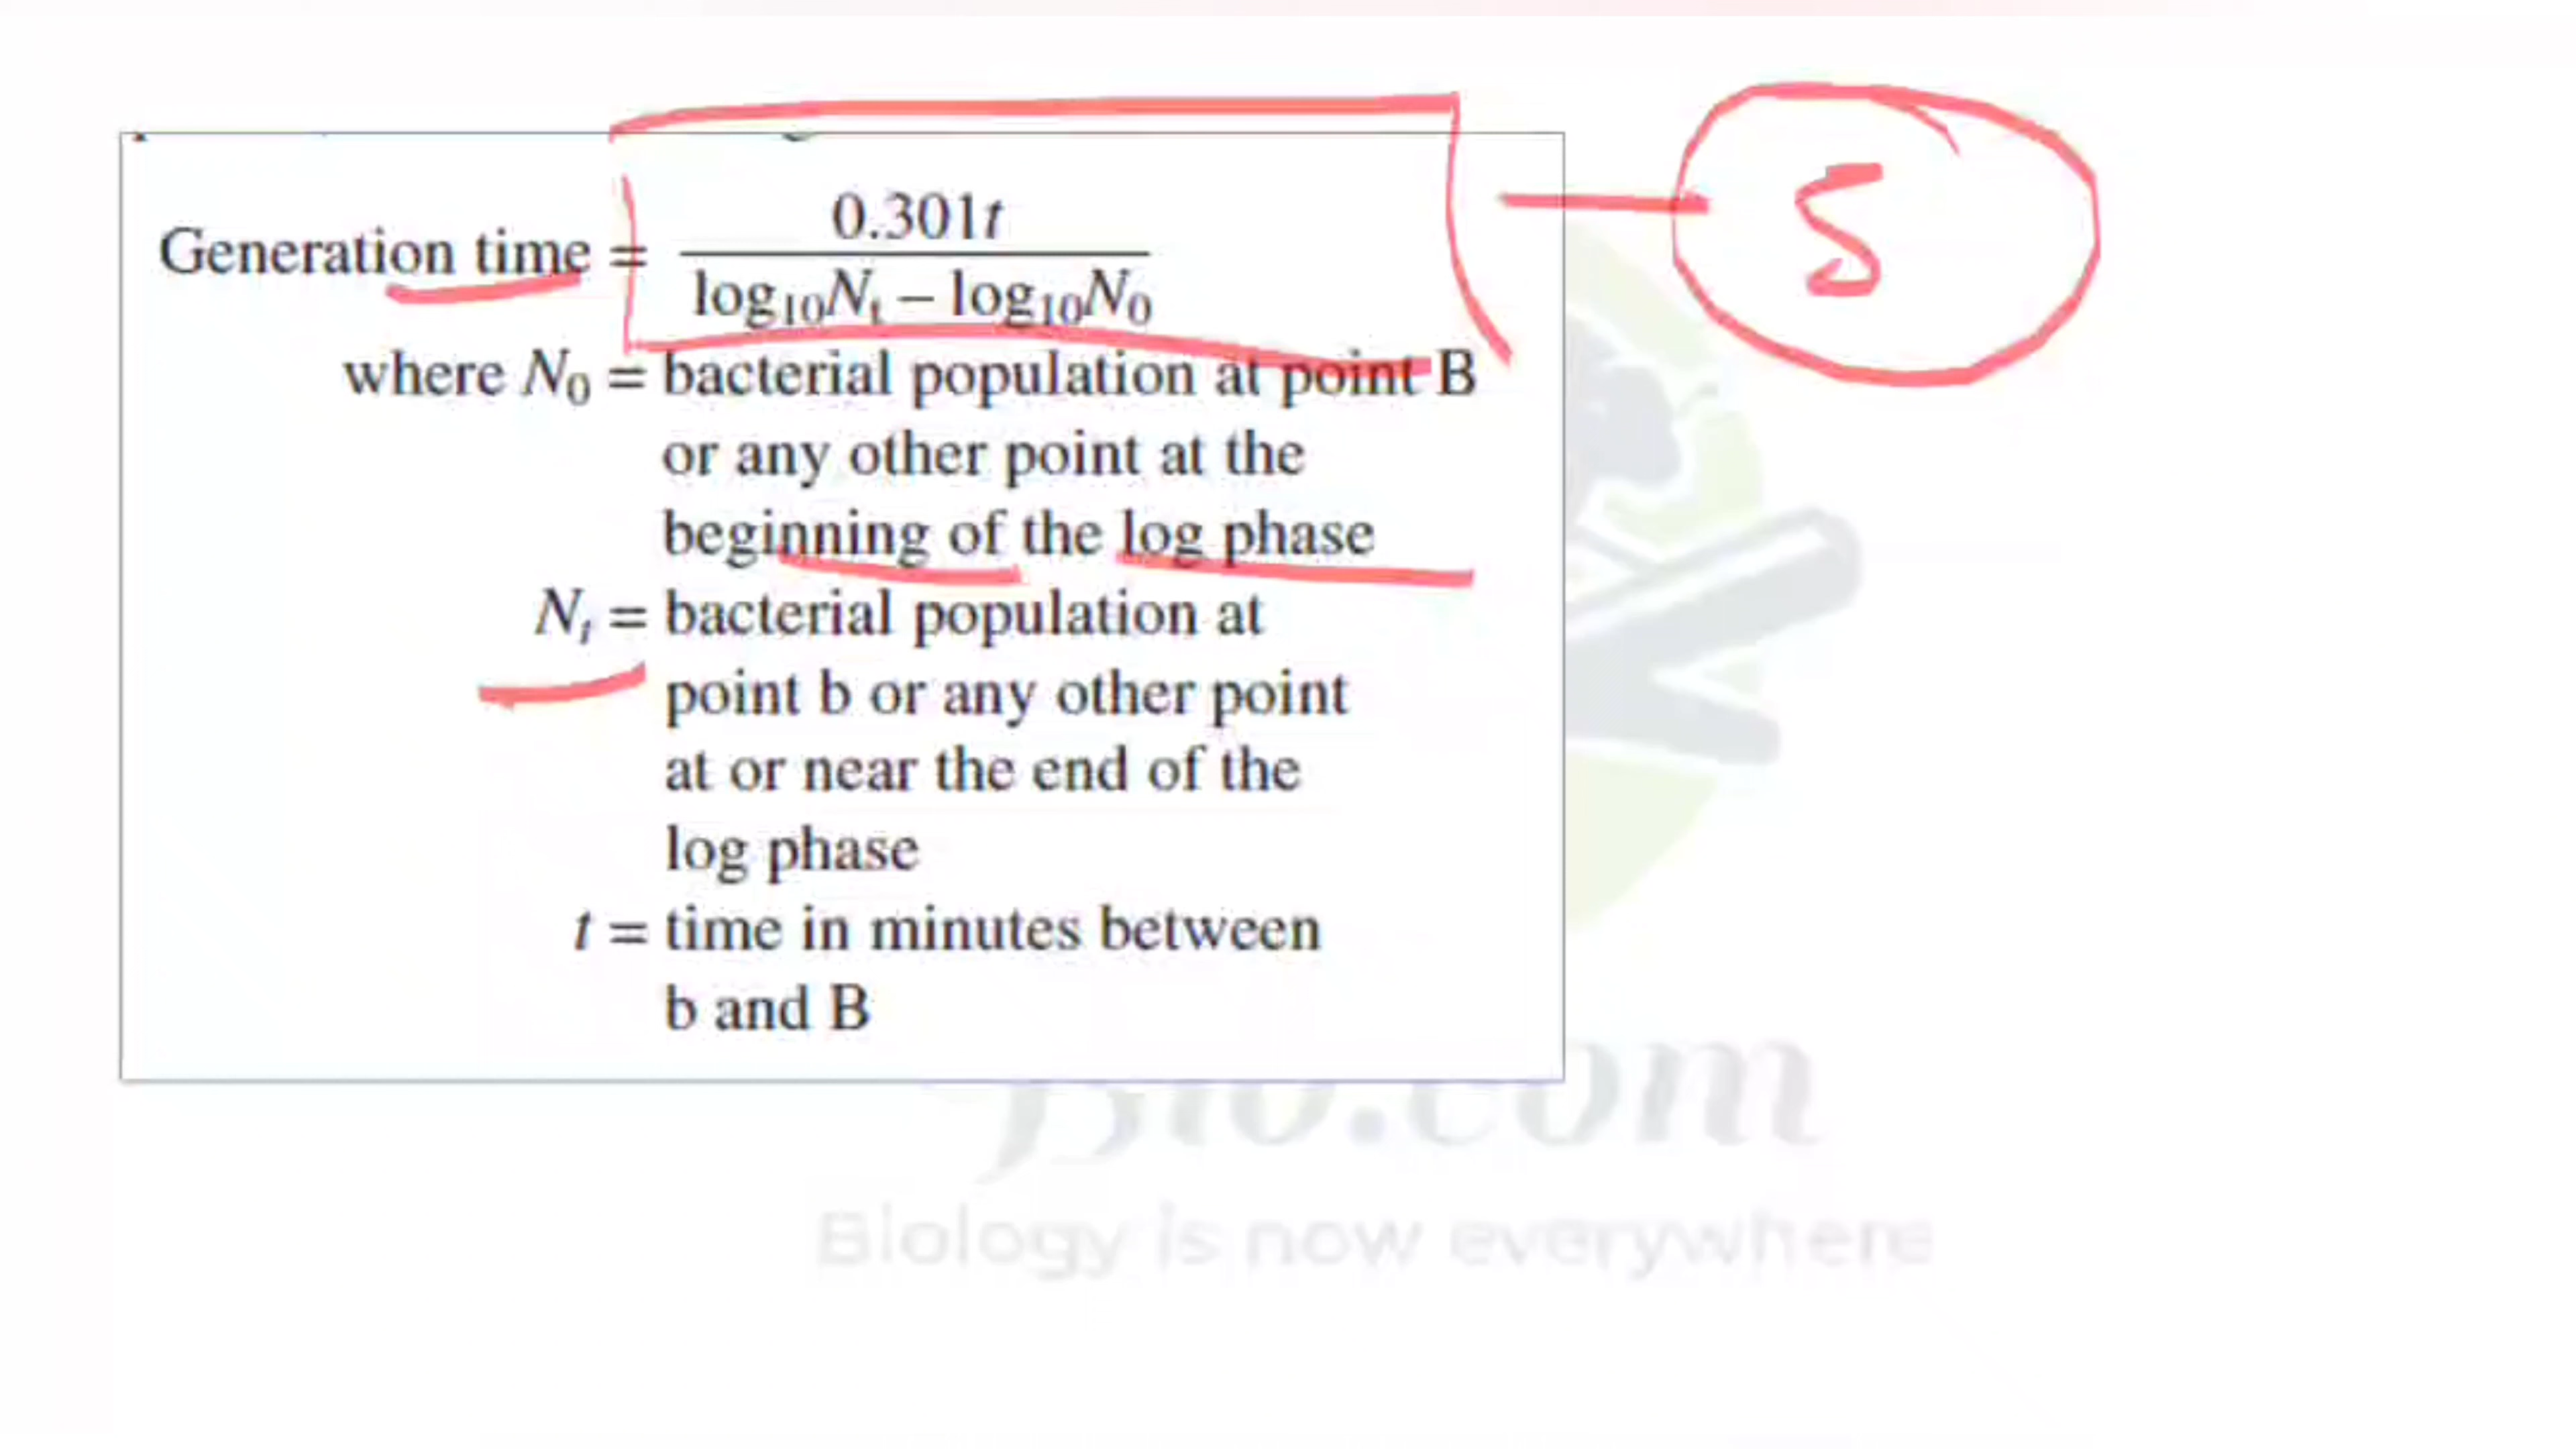 Generation time = 0.301t / log10Nt – log10N0
where N0 = bacterial population at point B
or any other point at the
beginning of the log phase
Nt = bacterial population at
point b or any other point
at or near the end of the
log phase
t = time in minutes between
b and B
S
Bio.com
Biology is now everywhere